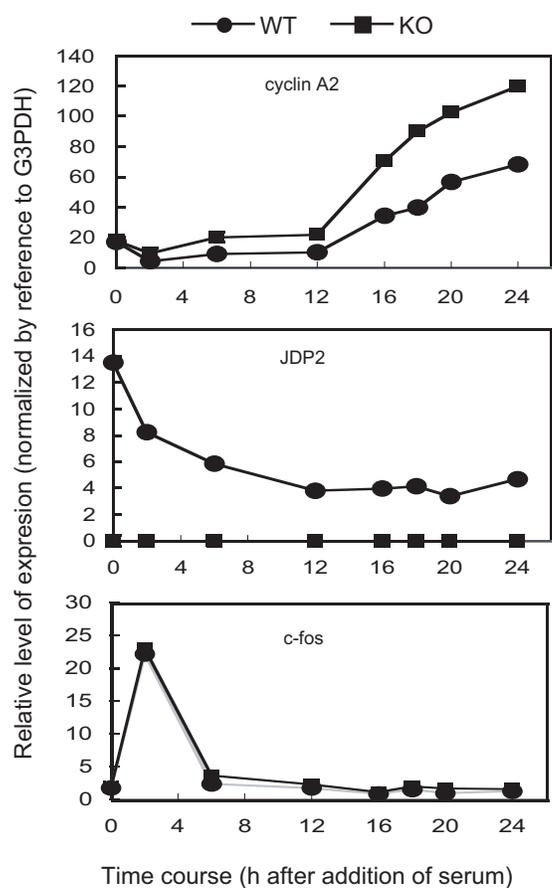 WT KO
Relative level of expresion (normalized by reference to G3PDH)
cyclin A2
140
120
100
80
60
40
20
0
0 4 8 12 16 20 24
JDP2
16
14
12
10
8
6
4
2
0
0 4 8 12 16 20 24
c-fos
30
25
20
15
10
5
0
0 4 8 12 16 20 24
Time course (h after addition of serum)